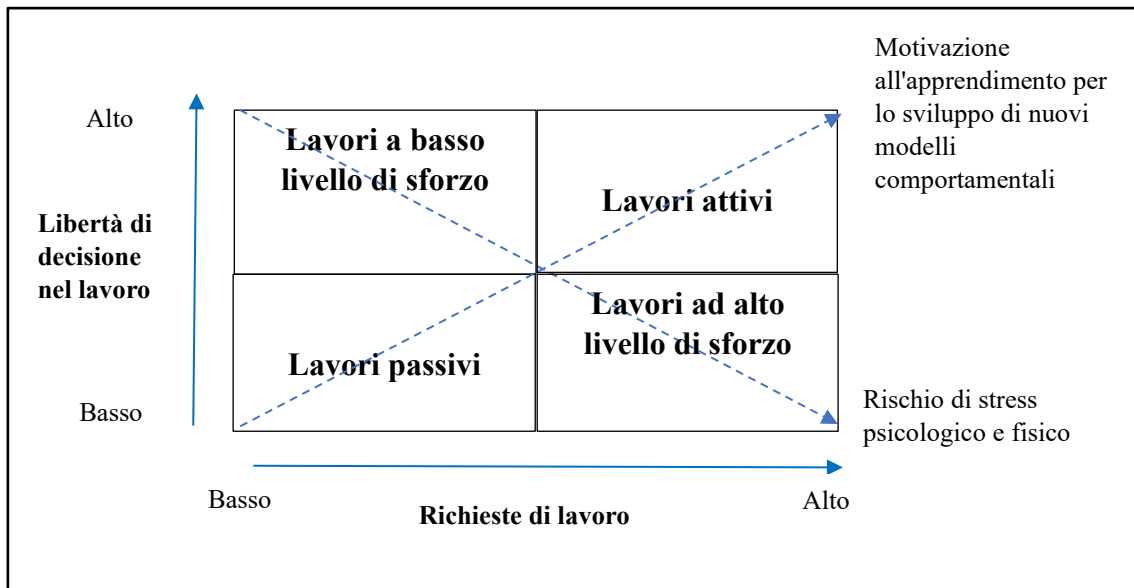 Motivazione
all'apprendimento per
lo sviluppo di nuovi
modelli
comportamentali
Alto
Lavori a basso
livello di sforzo
Lavori attivi
Libertà di
decisione
nel lavoro
Lavori ad alto
livello di sforzo
Lavori passivi
Basso
Rischio di stress
psicologico e fisico
Basso
Alto
Richieste di lavoro